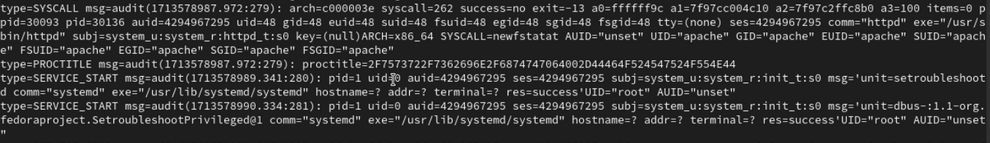 type=SYSCALL msg=audit(1713578987.972:279): arch=c000003e syscall=262 success=no exit=-13 a0=ffffff9c a1=7f97cc004c10 a2=7f97c2ffc8b0 a3=100 items=0 p
pid=30093 pid=30136 auid=4294967295 uid=48 gid=48 euid=48 suid=48 fsuid=48 egid=48 sgid=48 fsgid=48 tty=(none) ses=4294967295 comm="httpd" exe="/usr/s
bin/httpd" subj=system_u:system_r:httpd_t:s0 key=(null)ARCH=x86_64 SYSCALL=newfstatat AUID="unset" UID="apache" GID="apache" EUID="apache" SUID="apach
e" FSUID="apache" EGID="apache" SGID="apache" FSGID="apache"
type=PROCTITLE msg=audit(1713578987.972:279): proctitle=2F7573722F7362696E2F6874747064002D44464F524547524F554E44
type=SERVICE_START msg=audit(1713578989.341:280): pid=1 uid=0 auid=4294967295 ses=4294967295 subj=system_u:system_r:init_t:s0 msg='unit=setroubleshoot
d comm="systemd" exe="/usr/lib/systemd/systemd" hostname=? addr=? terminal=? res=success'UID="root" AUID="unset"
type=SERVICE_START msg=audit(1713578990.334:281): pid=1 uid=0 auid=4294967295 ses=4294967295 subj=system_u:system_r:init_t:s0 msg='unit=dbus-:1.1-org.
fedoraproject.SetroubleshootPrivileged@1 comm="systemd" exe="/usr/lib/systemd/systemd" hostname=? addr=? terminal=? res=success'UID="root" AUID="unset
"